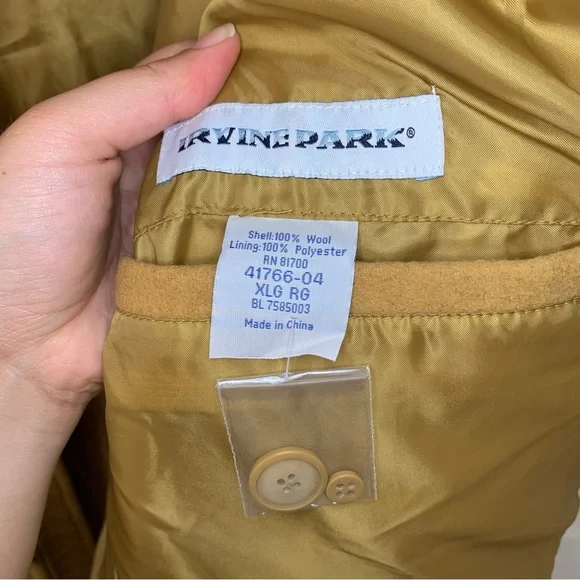 IRVINE PARK®
Shell:100% Wool
Lining:100% Polyester
RN 81700
41766-04
XLG RG
BL 7585003
Made in China